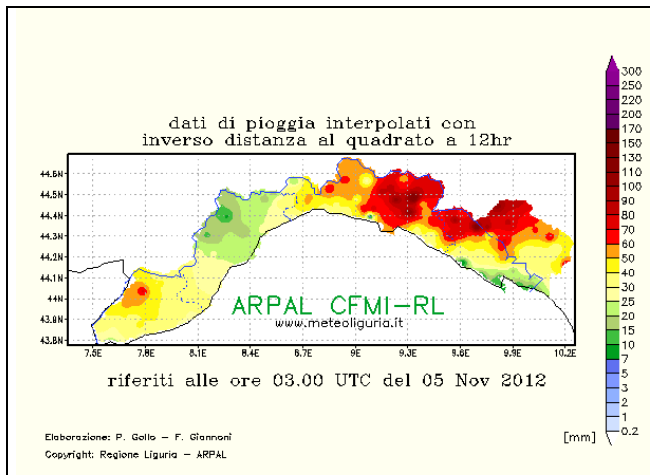 dati di pioggia interpolati con
inverso distanza al quadrato a 12hr
300
250
220
200
170
150
130
110
100
90
80
70
60
50
40
30
25
20
15
10
7
5
3
2
1
0.2
[mm]
44.6N
44.5N
44.4N
44.3N
44.2N
44.1N
44N
43.9N
43.8N
ARPAL CFMI-RL
www.meteoliguria.it
7.5E 7.8E 8.1E 8.4E 8.7E 9E 9.3E 9.6E 9.9E 10.2E
riferiti alle ore 03.00 UTC del 05 Nov 2012
Elaborazione: P. Gollo - F. Giannoni
Copyright: Regione Liguria - ARPAL